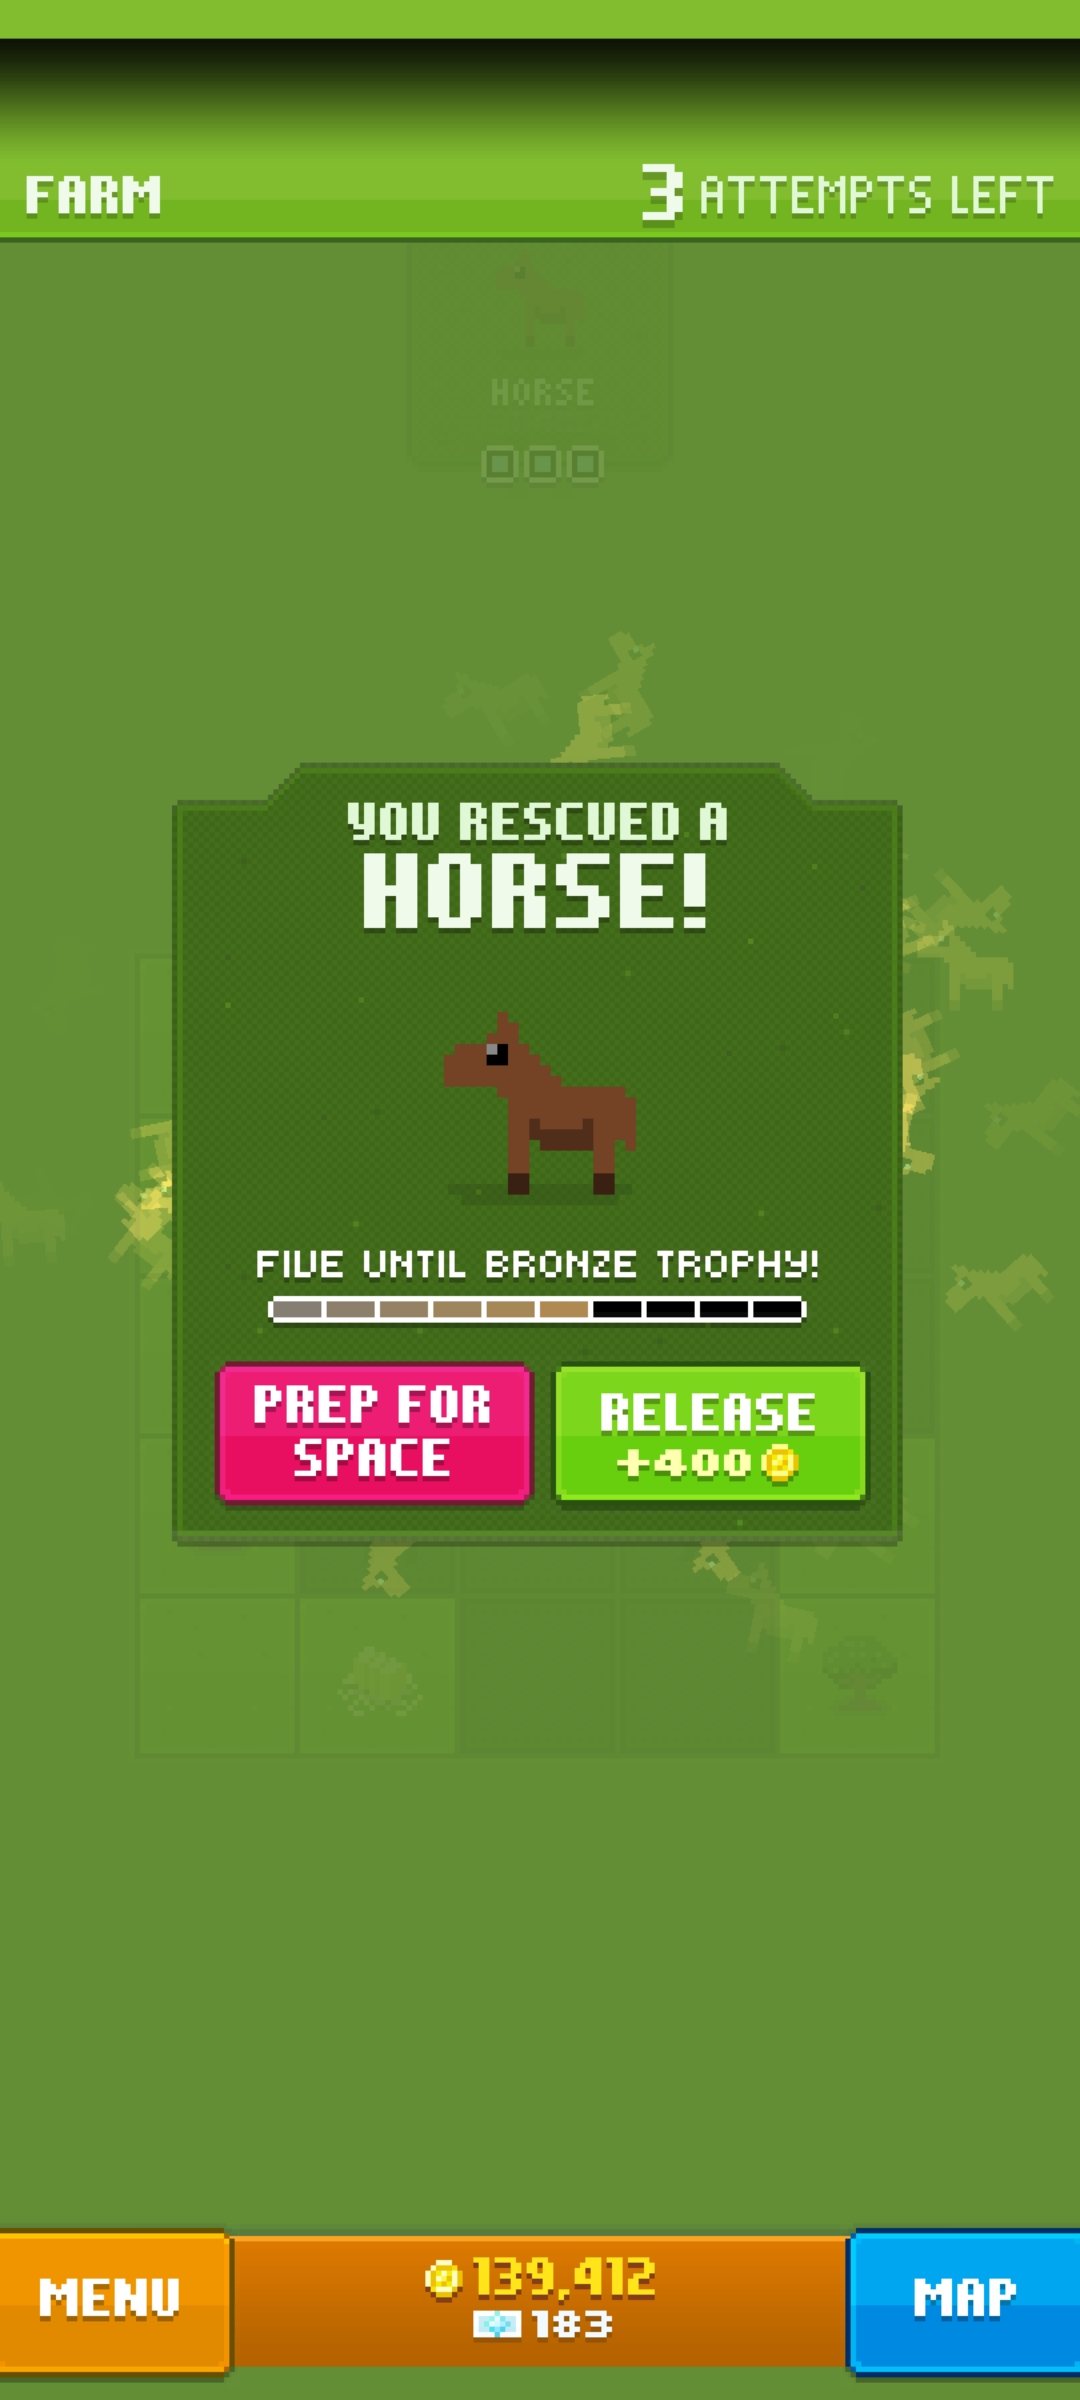 FARM
3 ATTEMPTS LEFT
HORSE
YOU RESCUED A
HORSE!
FIVE UNTIL BRONZE TROPHY!
PREP FOR
SPACE
RELEASE
+400
MENU
139,412
183
MAP